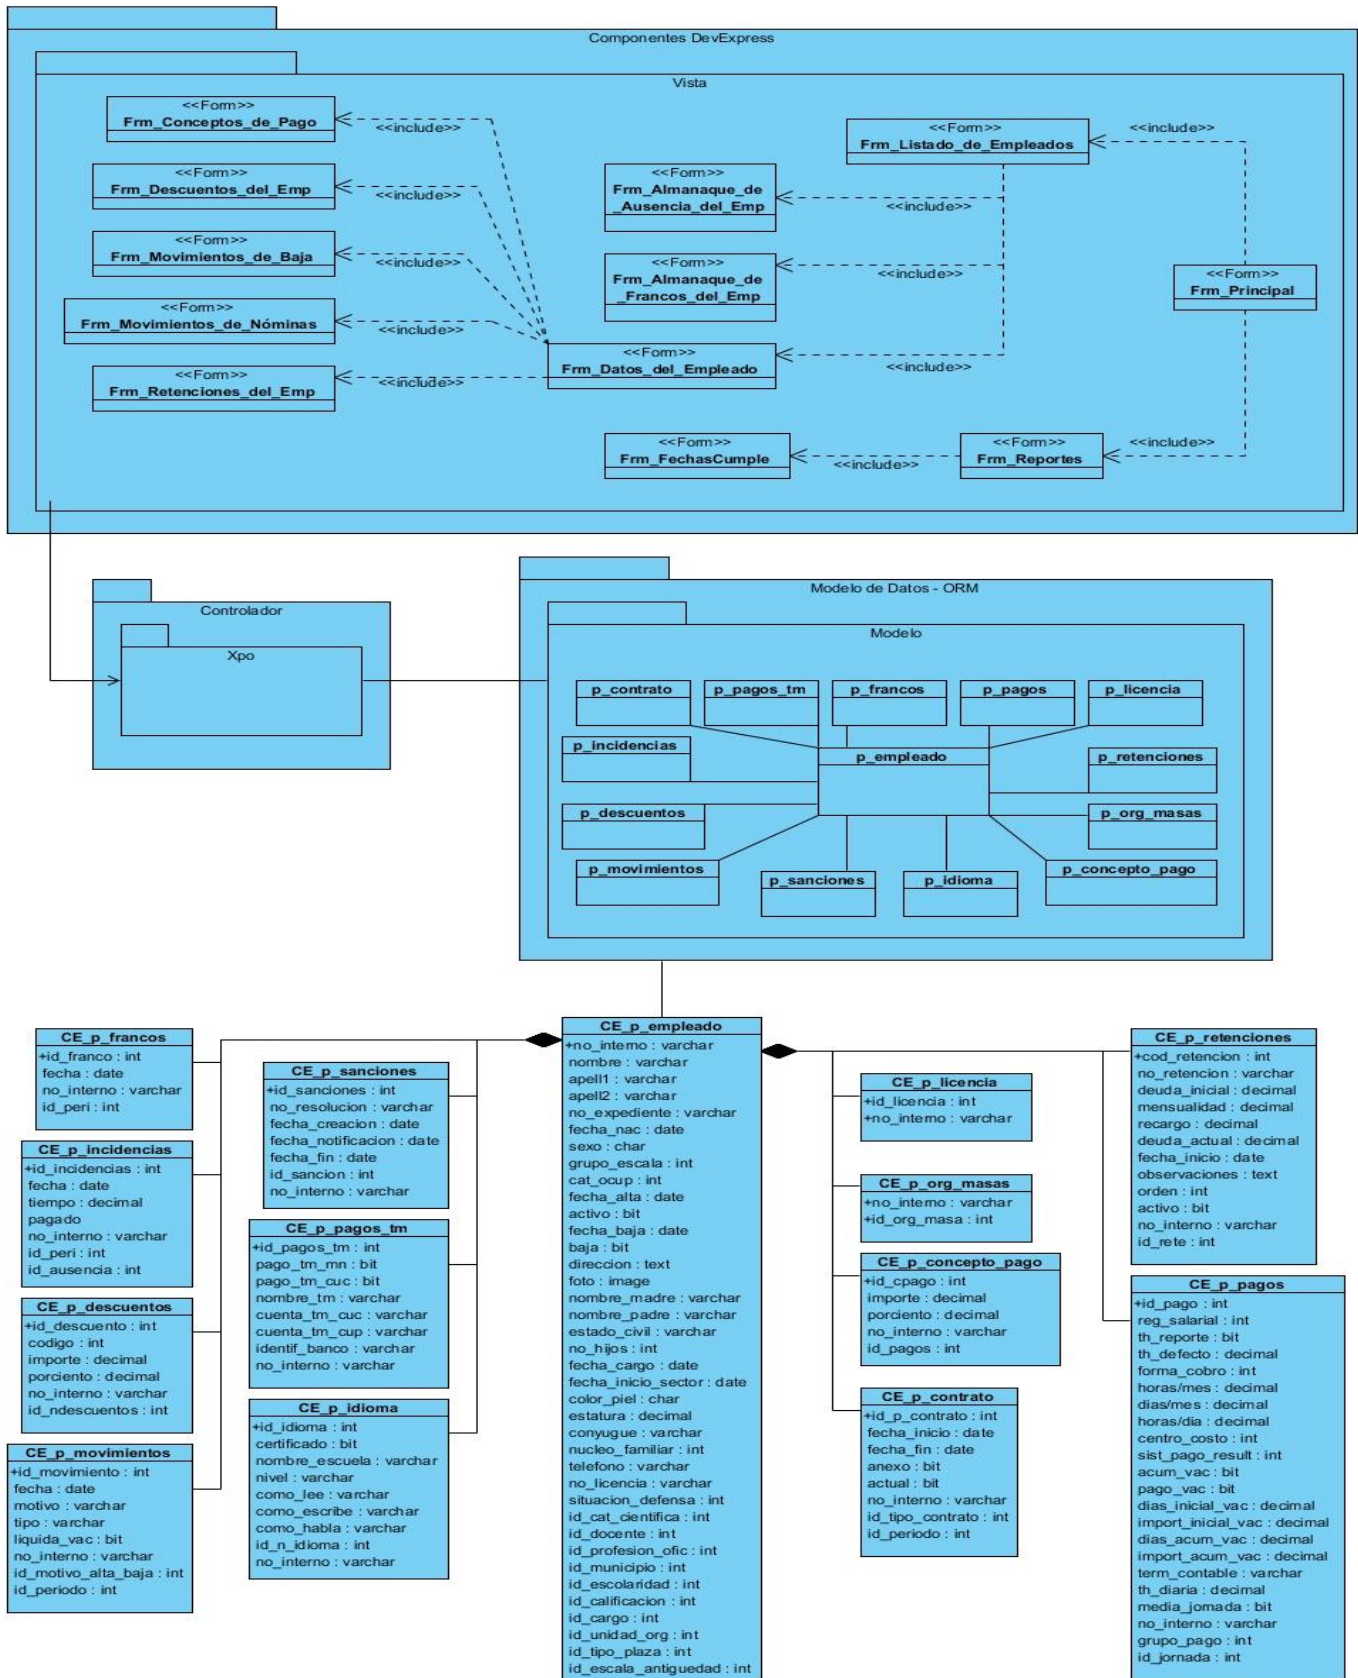 Componentes DevExpress
Vista
<<Form>>
Frm_Conceptos_de_Pago
<<include>>
<<Form>>
Frm_Descuentos_del_Emp
<<include>>
<<Form>>
Frm_Movimientos_de_Baja
<<include>>
<<Form>>
Frm_Movimientos_de_Nóminas
<<include>>
<<Form>>
Frm_Retenciones_del_Emp
<<include>>
<<Form>>
Frm_Listado_de_Empleados
<<include>>
<<Form>>
Frm_Almanaque_de
_Ausencia_del_Emp
<<include>>
<<Form>>
Frm_Almanaque_de
_Francos_del_Emp
<<include>>
<<Form>>
Frm_Principal
<<Form>>
Frm_Datos_del_Empleado
<<include>>
<<Form>>
Frm_FechasCumple
<<include>>
<<Form>>
Frm_Reportes
<<include>>
Controlador
Xpo
Modelo de Datos - ORM
Modelo
p_contrato
p_pagos_tm
p_francos
p_pagos
p_licencia
p_incidencias
p_empleado
p_retenciones
p_descuentos
p_org_masas
p_movimientos
p_sanciones
p_idioma
p_concepto_pago
CE_p_francos
+id_franco : int
fecha : date
no_interno : varchar
id_peri : int
CE_p_incidencias
+id_incidencias : int
fecha : date
tiempo : decimal
pagado
no_interno : varchar
id_peri : int
id_ausencia : int
CE_p_descuentos
+id_descuento : int
codigo : int
importe : decimal
porciento : decimal
no_interno : varchar
id_ndescuentos : int
CE_p_movimientos
+id_movimiento : int
fecha : date
motivo : varchar
tipo : varchar
liquida_vac : bit
no_interno : varchar
id_motivo_alta_baja : int
id_periodo : int
CE_p_sanciones
+id_sanciones : int
no_resolucion : varchar
fecha_creacion : date
fecha_notificacion : date
fecha_fin : date
id_sancion : int
no_interno : varchar
CE_p_pagos_tm
+id_pagos_tm : int
pago_tm_mn : bit
pago_tm_cuc : bit
nombre_tm : varchar
cuenta_tm_cuc : varchar
cuenta_tm_cup : varchar
identif_banco : varchar
no_interno : varchar
CE_p_idioma
+id_idioma : int
certificado : bit
nombre_escuela : varchar
nivel : varchar
como_lee : varchar
como_escribe : varchar
como_habla : varchar
id_n_idioma : int
no_interno : varchar
CE_p_empleado
+no_interno : varchar
nombre : varchar
apell1 : varchar
apell2 : varchar
no_expediente : varchar
fecha_nac : date
sexo : char
grupo_escala : int
cat_ocup : int
fecha_alta : date
activo : bit
fecha_baja : date
baja : bit
direccion : text
foto : image
nombre_madre : varchar
nombre_padre : varchar
estado_civil : varchar
no_hijos : int
fecha_cargo : date
fecha_inicio_sector : date
color_piel : char
estatura : decimal
conyugue : varchar
nucleo_familiar : int
telefono : varchar
no_licencia : varchar
situacion_defensa : int
id_cat_cientifica : int
id_docente : int
id_profesion_ofic : int
id_municipio : int
id_escolaridad : int
id_calificacion : int
id_cargo : int
id_unidad_org : int
id_tipo_plaza : int
id_escala_antiguedad : int
CE_p_licencia
+id_licencia : int
+no_interno : varchar
CE_p_org_masas
+no_interno : varchar
+id_org_masa : int
CE_p_concepto_pago
+id_cpago : int
importe : decimal
porciento : decimal
no_interno : varchar
id_pagos : int
CE_p_contrato
+id_p_contrato : int
fecha_inicio : date
fecha_fin : date
anexo : bit
actual : bit
no_interno : varchar
id_tipo_contrato : int
id_periodo : int
CE_p_retenciones
+cod_retencion : int
no_retencion : varchar
deuda_inicial : decimal
mensualidad : decimal
recargo : decimal
deuda_actual : decimal
fecha_inicio : date
observaciones : text
orden : int
activo : bit
no_interno : varchar
id_rete : int
CE_p_pagos
+id_pago : int
reg_salarial : int
th_reporte : bit
th_defecto : decimal
forma_cobro : int
horas/mes : decimal
dias/mes : decimal
horas/dia : decimal
centro_costo : int
sist_pago_result : int
acum_vac : bit
pago_vac : bit
dias_inicial_vac : decimal
import_inicial_vac : decimal
dias_acum_vac : decimal
import_acum_vac : decimal
term_contable : varchar
th_diaria : decimal
media_jornada : bit
no_interno : varchar
grupo_pago : int
id_jornada : int